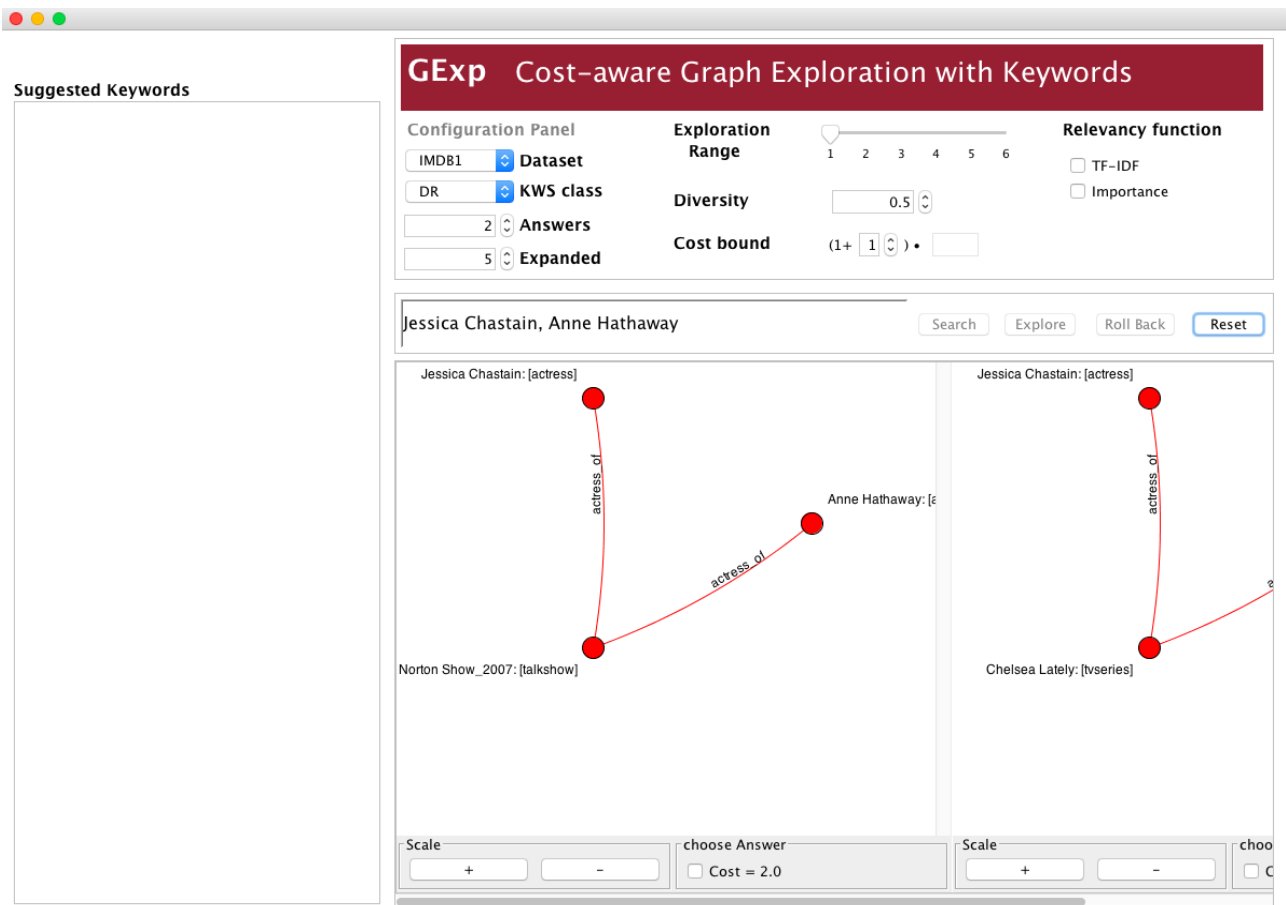 Suggested Keywords
GExp Cost-aware Graph Exploration with Keywords
Configuration Panel
IMDB1 Dataset
DR KWS class
2 Answers
5 Expanded
Exploration
Range
1 2 3 4 5 6
Diversity 0.5
Cost bound (1+ 1 ) •
Relevancy function
TF-IDF
Importance
Jessica Chastain, Anne Hathaway
Search Explore Roll Back Reset
Jessica Chastain: [actress]
actress_of
Anne Hathaway: [a
actress_of
Norton Show_2007: [talkshow]
Jessica Chastain: [actress]
actress_of
a
Chelsea Lately: [tvseries]
Scale
+ -
choose Answer
Cost = 2.0
Scale
+ -
choo
C